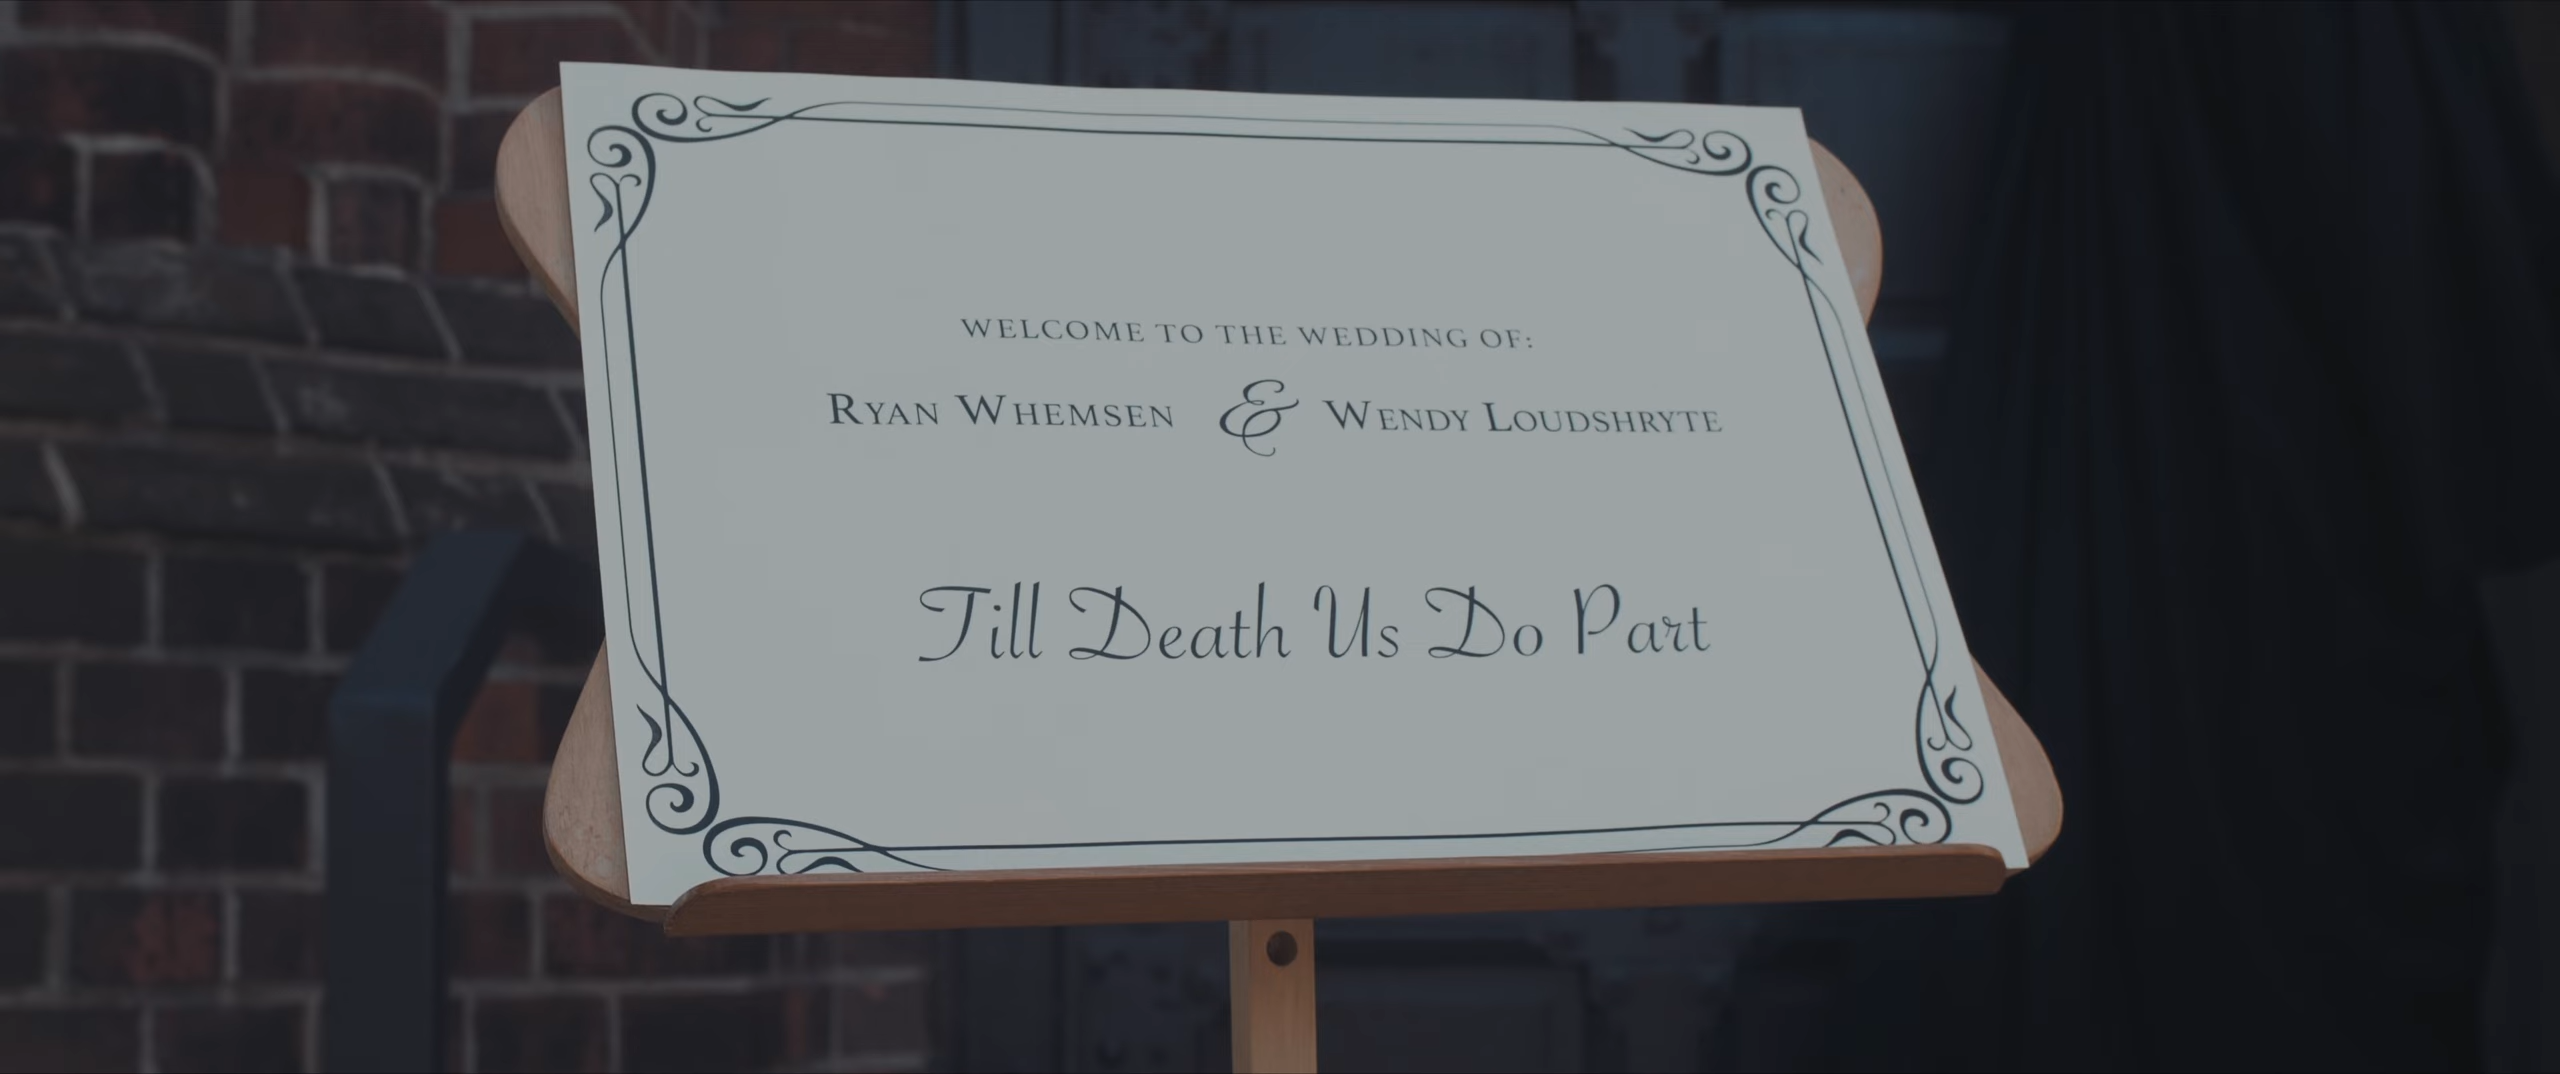 WELCOME TO THE WEDDING OF:
RYAN WHEMSEN & WENDY LOUDSHRYTE
Till Death Us Do Part